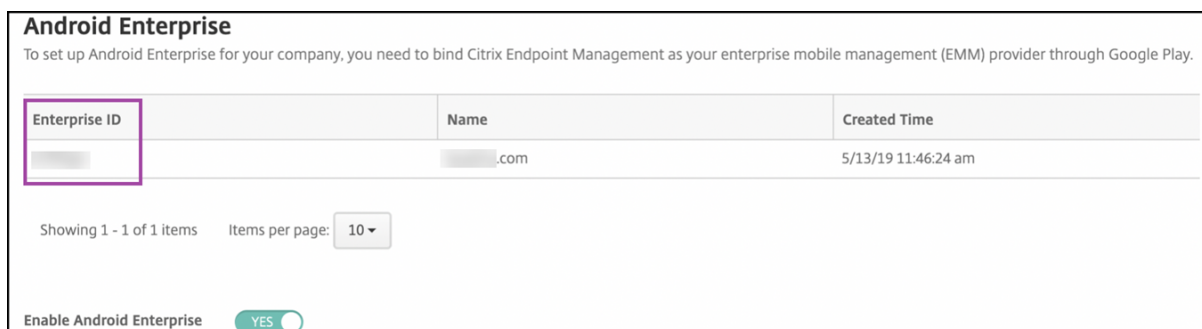 Android Enterprise
To set up Android Enterprise for your company, you need to bind Citrix Endpoint Management as your enterprise mobile management (EMM) provider through Google Play.
Enterprise ID Name Created Time
.com 5/13/19 11:46:24 am
Showing 1 - 1 of 1 items Items per page: 10
Enable Android Enterprise YES